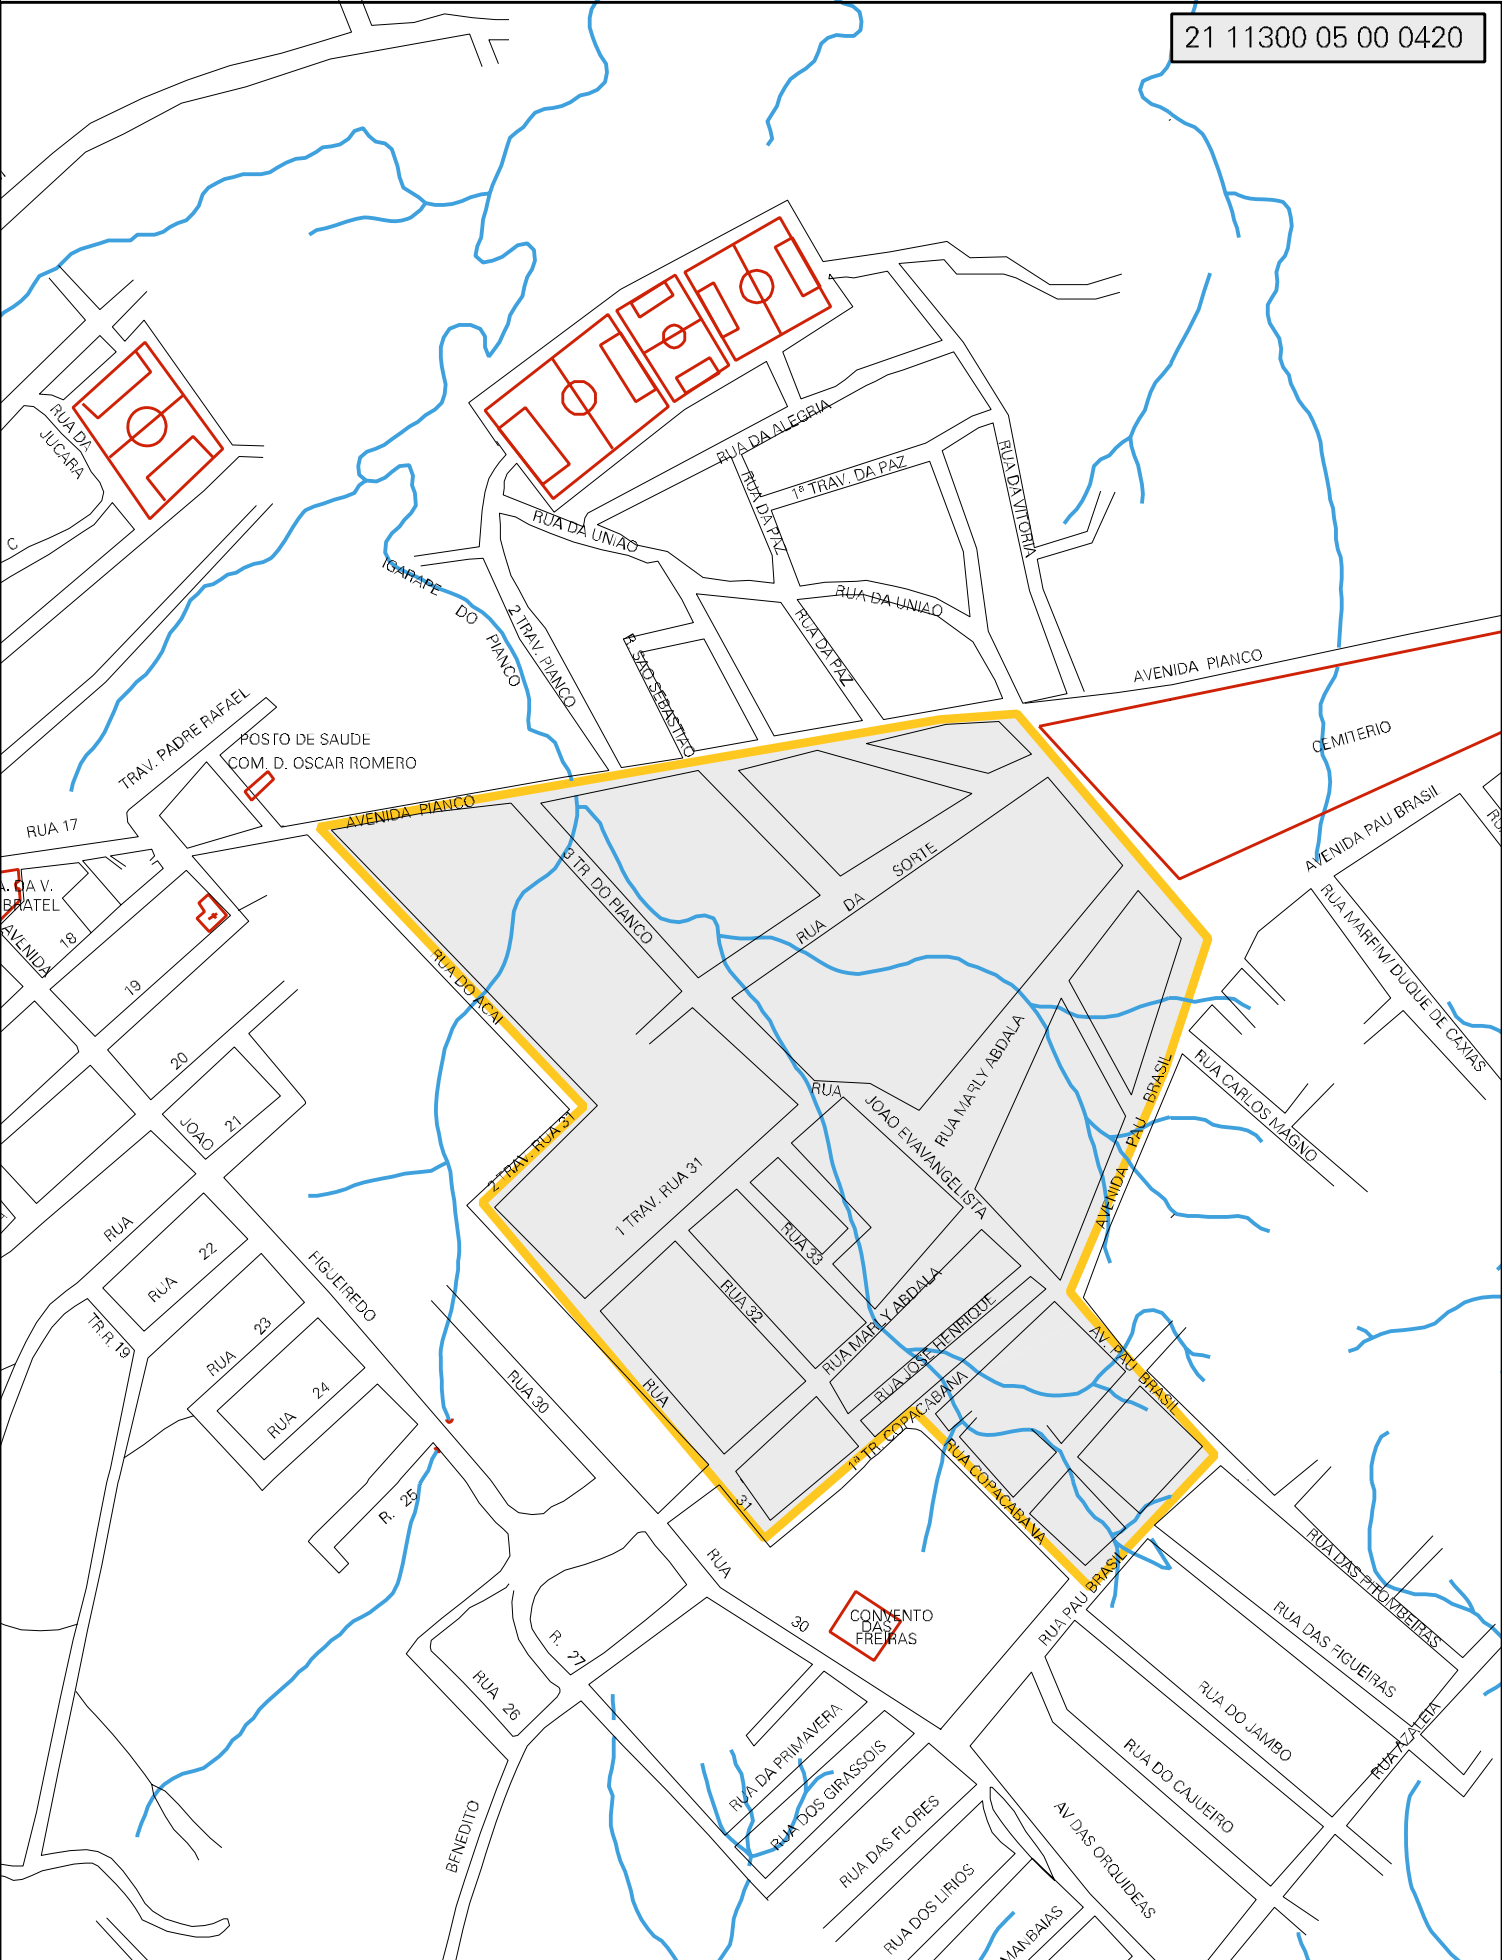 21 11300 05 00 0420
RUA DA
JUCARA
C
RUA DA ALEGRIA
1ª TRAV. DA PAZ
RUA DA PAZ
RUA DA VITORIA
RUA DA UNIAO
IGARAPE DO PIANCO
2 TRAV. PIANCO
RUA DA UNIAO
RUA DA PAZ
R. SAO SEBASTIAO
AVENIDA PIANCO
TRAV. PADRE RAFAEL
POSTO DE SAUDE
COM. D. OSCAR ROMERO
CEMITERIO
RUA 17
AVENIDA PIANCO
AVENIDA PAU BRASIL
A. DA V.
BRATEL
AVENIDA
18
19
20
JOAO
21
3 TR. DO PIANCO
RUA DA SORTE
RUA DO ACAI
RUA MARFIM/ DUQUE DE CAXIAS
RUA MARLY ABDALA
RUA CARLOS MAGNO
RUA
JOAO EVAVANGELISTA
AVENIDA PAU BRASIL
2 TRAV. RUA 31
1 TRAV. RUA 31
RUA
RUA 22
FIGUEIREDO
RUA 33
RUA 32
TR.R. 19
RUA 23
RUA 24
RUA MARLY ABDALA
RUA JOSE HENRIQUE
AV. PAU BRASIL
RUA 30
RUA
31
1ª TR. COPACABANA
RUA COPACABANA
R. 25
RUA
30
CONVENTO
DAS
FREIRAS
RUA PAU BRASIL
RUA DAS PITOMBEIRAS
RUA DAS FIGUEIRAS
R. 27
RUA 26
RUA DO JAMBO
RUA AZALEIA
RUA DO CAJUEIRO
RUA DA PRIMAVERA
RUA DOS GIRASSOIS
BENEDITO
RUA DAS FLORES
AV DAS ORQUIDEAS
RUA DOS LIRIOS
MANBAIAS